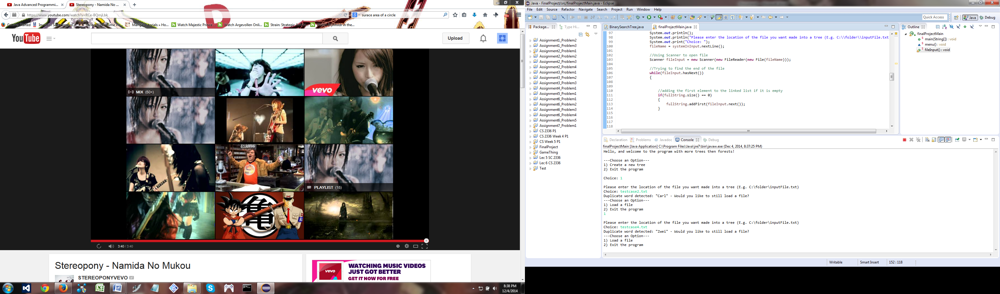 Java Advanced Programmi...
Stereopony - Namida No ...
https://www.youtube.com/watch?v=RCe-BQmjLbk
surace area of a circle
Getting Started
Manga Tutorials » Ho...
Watch Majestic Prince ...
Watch Argevollen Onli...
Strain: Strategic Armo...
YouTube
Upload
MIX (50+)
vevo
PLAYLIST (15)
3:40 / 3:40
Stereopony - Namida No Mukou
STEREOPONYVEVO
vevo
WATCHING MUSIC VIDEOS
JUST GOT BETTER
GET IT NOW FOR FREE
8:38 PM
12/4/2014
Java - FinalProject/src/finalProjectMain.java - Eclipse
File Edit Source Refactor Navigate Search Project Run Window Help
Quick Access
Java
Debug
Package...
Type Hi...
Assignment1_Problem2
Assignment1_Problem3
Assignment2_Problem1
Assignment2_Problem2
Assignment2_Problem3
Assignment2_Problem4
Assignment3_Problem1
Assignment3_Problem2
Assignment3_Problem3
Assignment4_Problem1
Assignment5_Problem1
Assignment6_Problem1
Assignment6_Problem2
Assignment6_Problem3
Assignment6_Problem4
Assignment6_Problem5
Assignment7_Problem1
CS 2336 P1
CS 2336 Week 4 P1
CS Week 5 P1
FinalProject
GameThing
Lec 5 SC 2336
Lec 6 CS 2336
Test
BinarySearchTree.java
finalProjectMain.java
97 System.out.println();
98 System.out.println("Please enter the location of the file you want made into a tree (E.g. C:\\folder\\inputFile.txt
99 System.out.print("Choice: ");
100 fileName = systemInInput.nextLine();
101
102 //Using Scanner to open file
103 Scanner fileInput = new Scanner(new FileReader(new File(fileName)));
104
105 //Trying to find the end of the file
106 while(fileInput.hasNext())
107 {
108
109
110 //adding the first element to the linked list if it is empty
111 if(fullString.size() == 0)
112 {
113 fullString.addFirst(fileInput.next());
114 }
115
116
117
118
Outline
finalProjectMain
main(String[]) : void
menu() : void
fileInput() : void
Declaration
Problems
Javadoc
Console
Debug
finalProjectMain [Java Application] C:\Program Files\Java\jre7\bin\javaw.exe (Dec 4, 2014, 8:37:25 PM)
Hello, and welcome to the program with more trees then forests!
---Choose an Option---
1) Create a new tree
2) Exit the program
Choice: 1
Please enter the location of the file you want made into a tree (E.g. C:\folder\inputFile.txt)
Choice: testcase2.txt
Duplicate word detected: "Carl" - Would you like to still load a file?
---Choose an Option---
1) Load a file
2) Exit the program
1
Please enter the location of the file you want made into a tree (E.g. C:\folder\inputFile.txt)
Choice: testcase4.txt
Duplicate word detected: "Zwei" - Would you like to still load a file?
---Choose an Option---
1) Load a file
2) Exit the program
Writable
Smart Insert
152 : 118